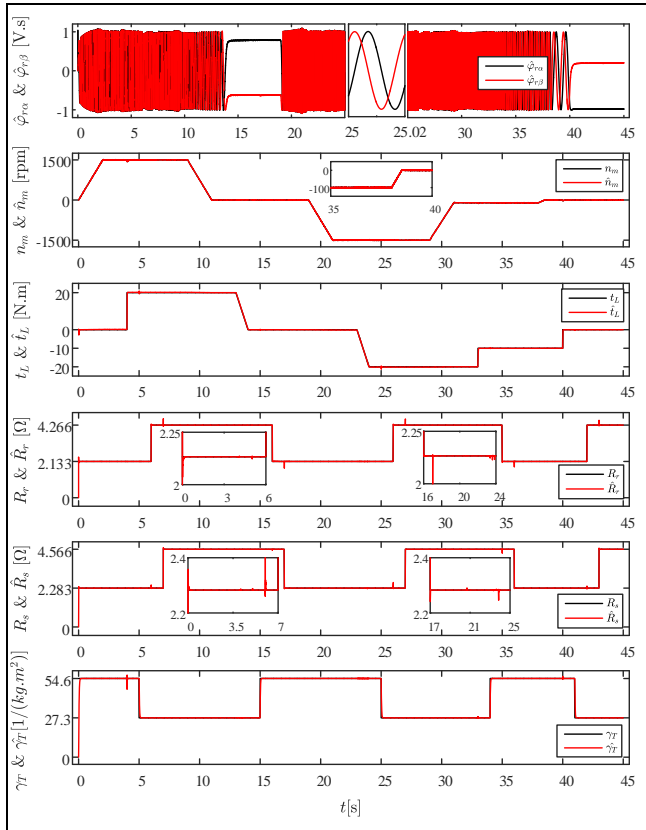 φ̂rα & φ̂rβ [V.s]
1
0
-1
φ̂rα
φ̂rβ
0 5 10 15 20 25 25.02 30 35 40 45
nm & n̂m [rpm]
1500
0
-1500
0
-100
35 40
nm
n̂m
0 5 10 15 20 25 30 35 40 45
tL & t̂L [N.m]
20
0
-10
-20
tL
t̂L
0 5 10 15 20 25 30 35 40 45
Rr & R̂r [Ω]
4.266
2.133
0
2.25
2
0 3 6
2.25
2
16 20 24
Rr
R̂r
0 5 10 15 20 25 30 35 40 45
Rs & R̂s [Ω]
4.566
2.283
0
2.4
2.2
0 3.5 7
2.4
2.2
17 21 25
Rs
R̂s
0 5 10 15 20 25 30 35 40 45
γT & γ̂T[1/(kg.m²)]
54.6
27.3
0
γT
γ̂T
0 5 10 15 20 25 30 35 40 45
t[s]